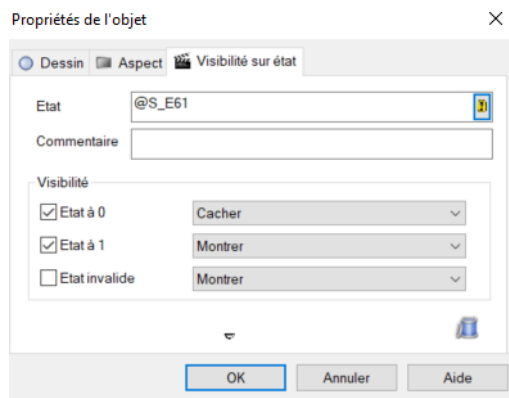 Propriétés de l'objet
Dessin Aspect Visibilité sur état
Etat @S_E61
Commentaire
Visibilité
Etat à 0 Cacher
Etat à 1 Montrer
Etat invalide Montrer
OK Annuler Aide